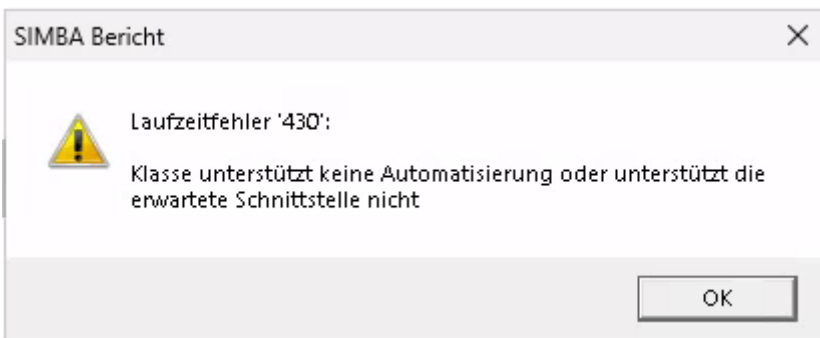 SIMBA Bericht
Laufzeitfehler '430':
Klasse unterstützt keine Automatisierung oder unterstützt die
erwartete Schnittstelle nicht
OK